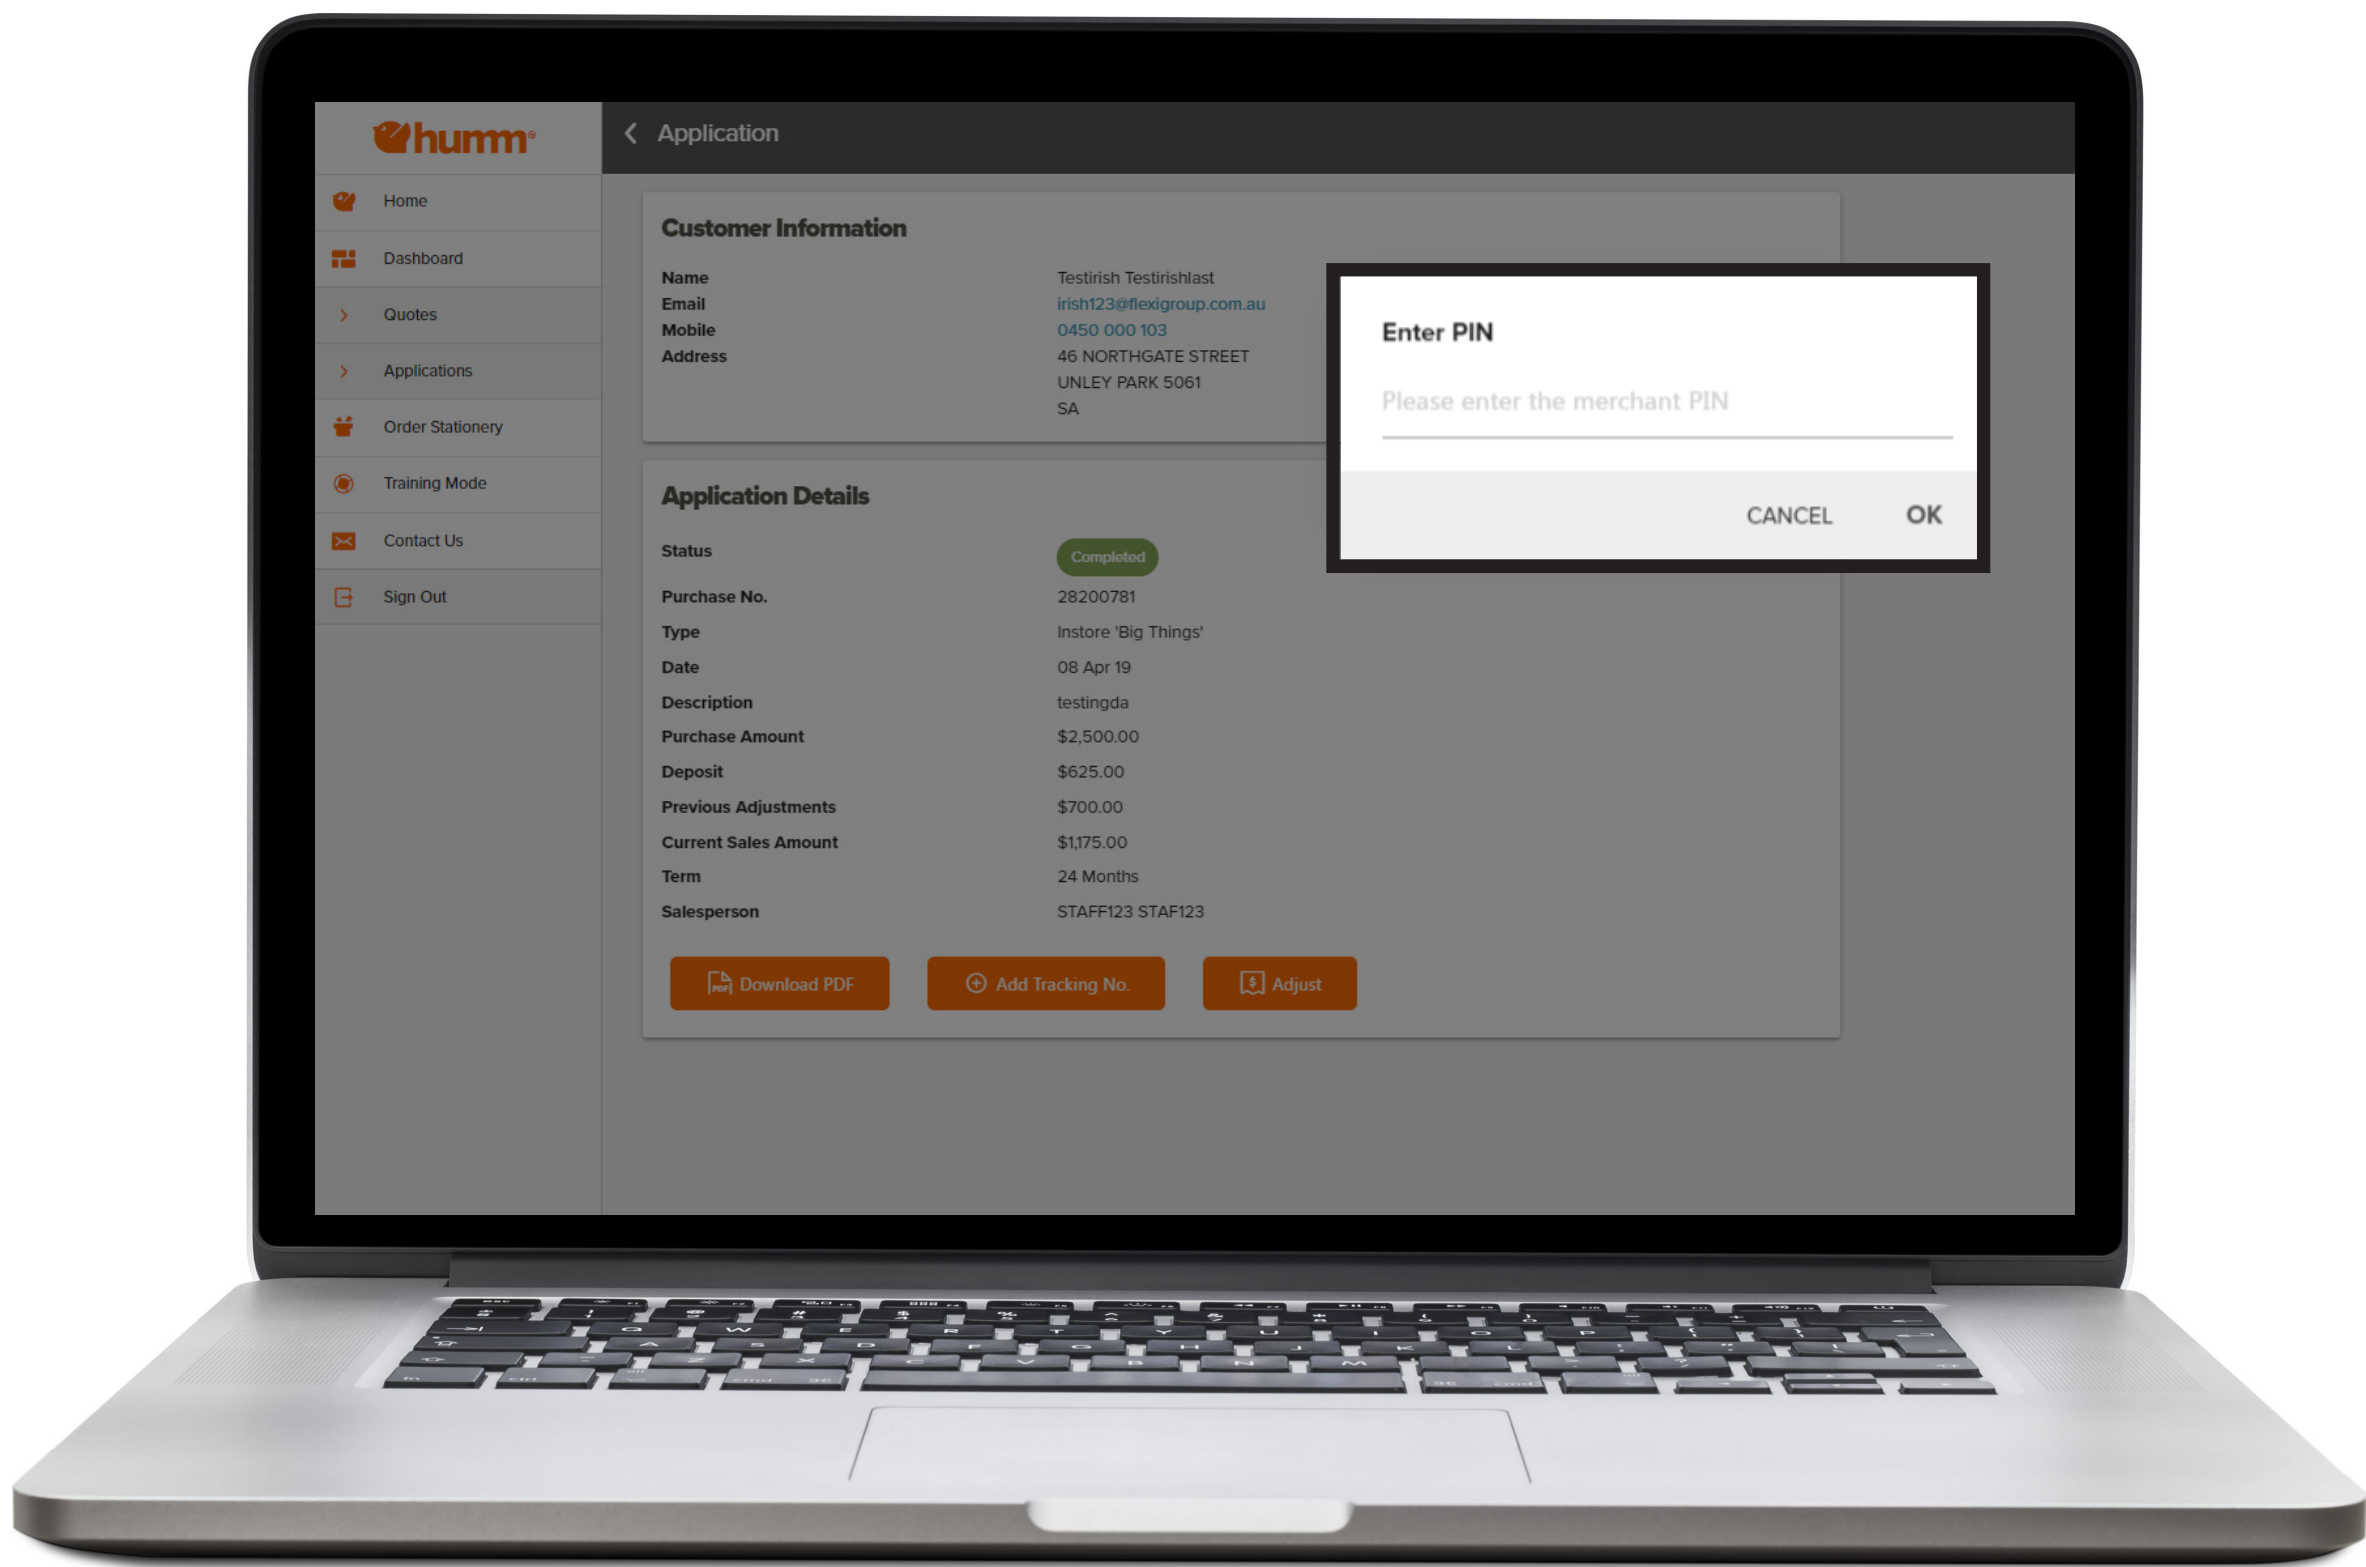 humm
Application
Home
Dashboard
Quotes
Applications
Order Stationery
Training Mode
Contact Us
Sign Out
Customer Information
Name Testirish Testirishlast
Email irish123@flexigroup.com.au
Mobile 0450 000 103
Address 46 NORTHGATE STREET
UNLEY PARK 5061
SA
Enter PIN
Please enter the merchant PIN
CANCEL OK
Application Details
Status Completed
Purchase No. 28200781
Type Instore 'Big Things'
Date 08 Apr 19
Description testingda
Purchase Amount $2,500.00
Deposit $625.00
Previous Adjustments $700.00
Current Sales Amount $1,175.00
Term 24 Months
Salesperson STAFF123 STAF123
PDF Download PDF Add Tracking No. $ Adjust